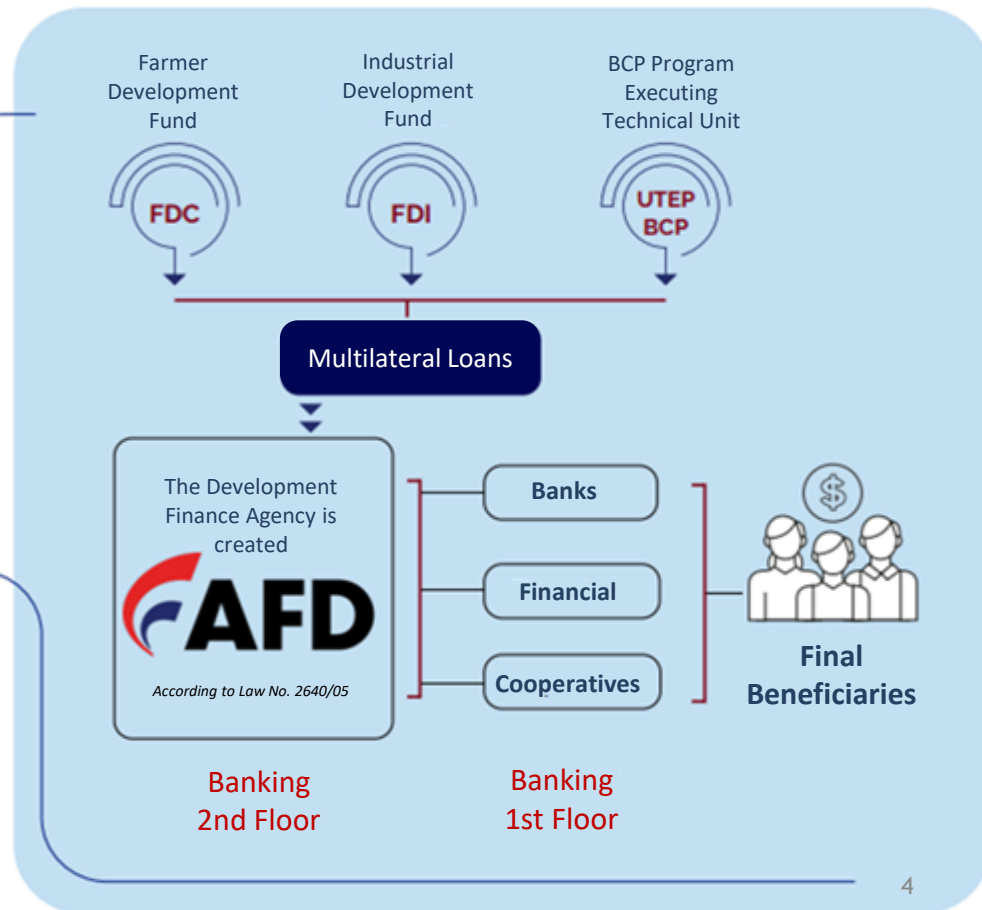 Farmer
Development
Fund
Industrial
Development
Fund
BCP Program
Executing
Technical Unit
FDC
FDI
UTEP
BCP
Multilateral Loans
The Development
Finance Agency is
created
AFD
According to Law No. 2640/05
Banks
Financial
Cooperatives
$
Final
Beneficiaries
Banking
2nd Floor
Banking
1st Floor
4